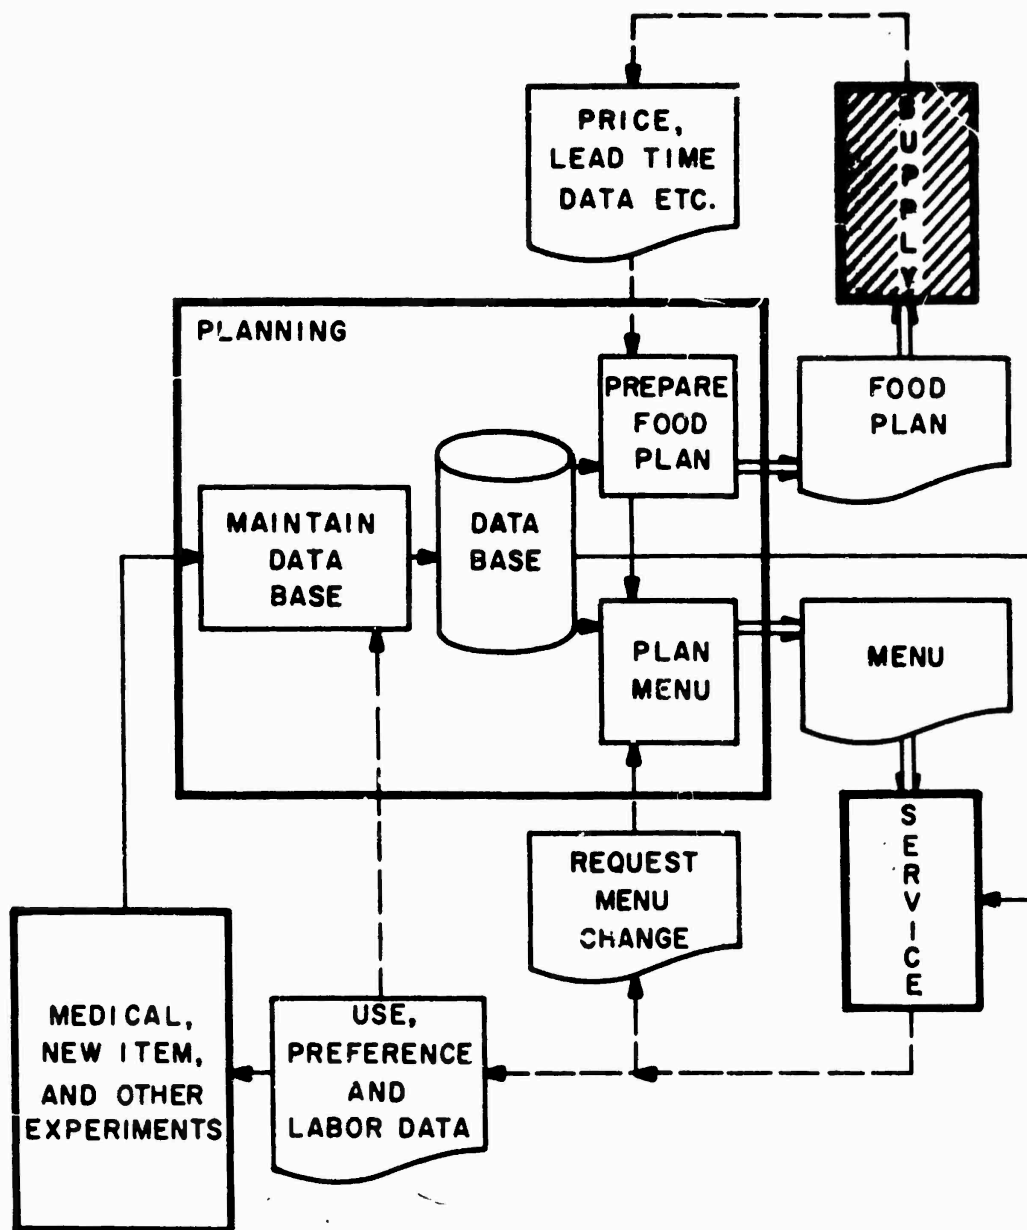 PRICE,
LEAD TIME
DATA ETC.
SUPPLY
PLANNING
PREPARE
FOOD
PLAN
FOOD
PLAN
MAINTAIN
DATA
BASE
DATA
BASE
PLAN
MENU
MENU
SERVICE
REQUEST
MENU
CHANGE
MEDICAL,
NEW ITEM,
AND OTHER
EXPERIMENTS
USE,
PREFERENCE
AND
LABOR DATA